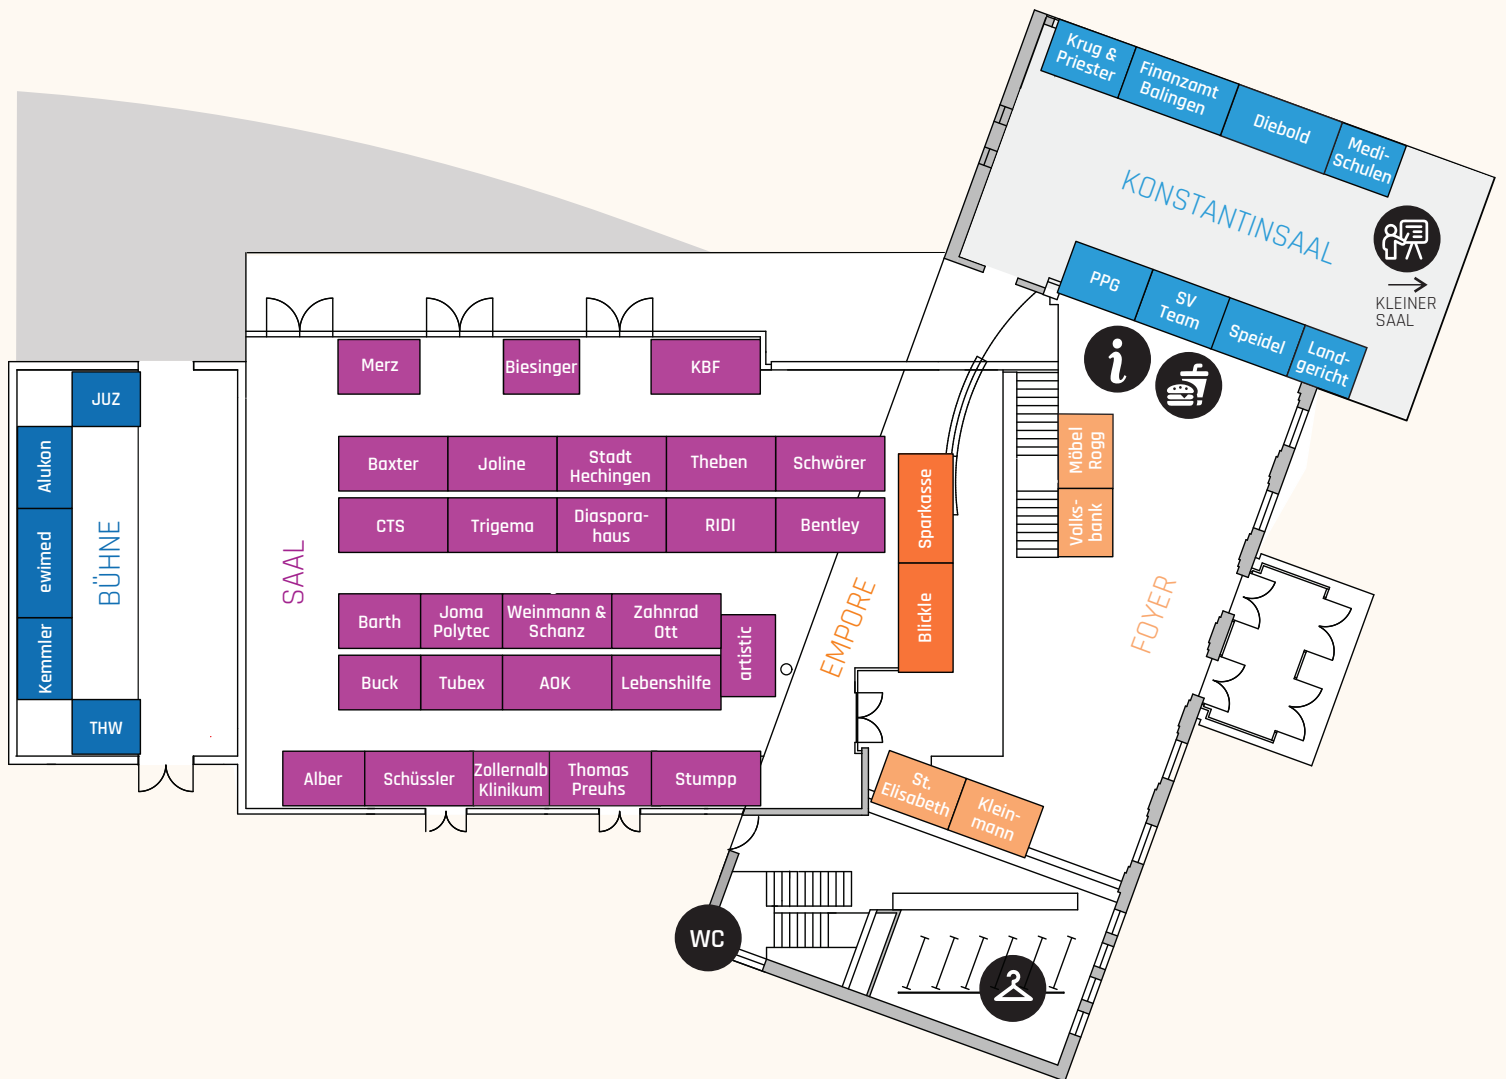 Krug &
Priester
Finanzamt
Balingen
Diebold
Medi-
Schulen
KONSTANTINSAAL
KLEINER
SAAL
PPG
SV
Team
Speidel
Land-
gericht
i
Merz
Biesinger
KBF
JUZ
Alukon
ewimed
Kemmler
THW
BÜHNE
SAAL
Baxter
Joline
Stadt
Hechingen
Theben
Schwörer
CTS
Trigema
Diaspora-
haus
RIDI
Bentley
Barth
Joma
Polytec
Weinmann &
Schanz
Zahnrad
Ott
artistic
Buck
Tubex
AOK
Lebenshilfe
Alber
Schüssler
Zollernalb
Klinikum
Thomas
Preuhs
Stumpp
EMPORE
Sparkasse
Blickle
Möbel
Rogg
Volks-
bank
FOYER
St.
Elisabeth
Klein-
mann
WC